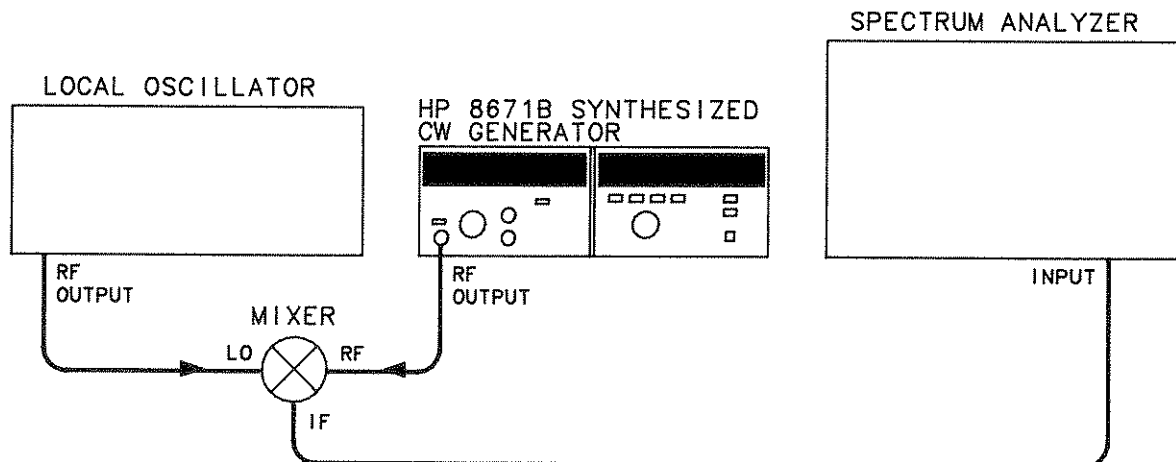 SPECTRUM ANALYZER
LOCAL OSCILLATOR
HP 8671B SYNTHESIZED
CW GENERATOR
RF
OUTPUT
RF
OUTPUT
INPUT
MIXER
LO
RF
IF